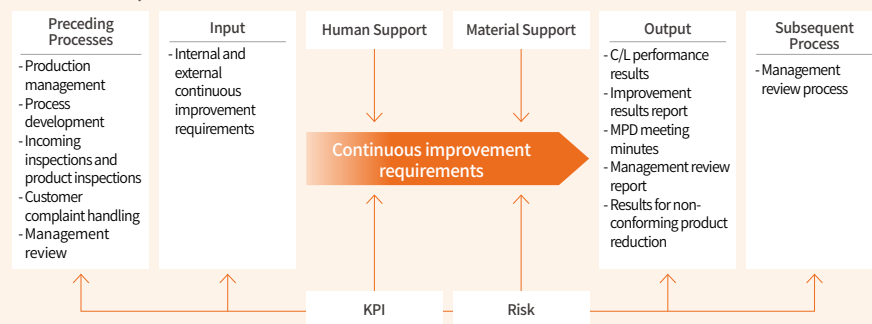 Preceding
Processes
- Production
management
- Process
development
- Incoming
inspections and
product inspections
- Customer
complaint handling
- Management
review
Input
- Internal and
external
continuous
improvement
requirements
Human Support
Material Support
Continuous improvement
requirements
KPI
Risk
Output
- C/L performance
results
- Improvement
results report
- MPD meeting
minutes
- Management review
report
- Results for non-
conforming product
reduction
Subsequent
Process
- Management
review process